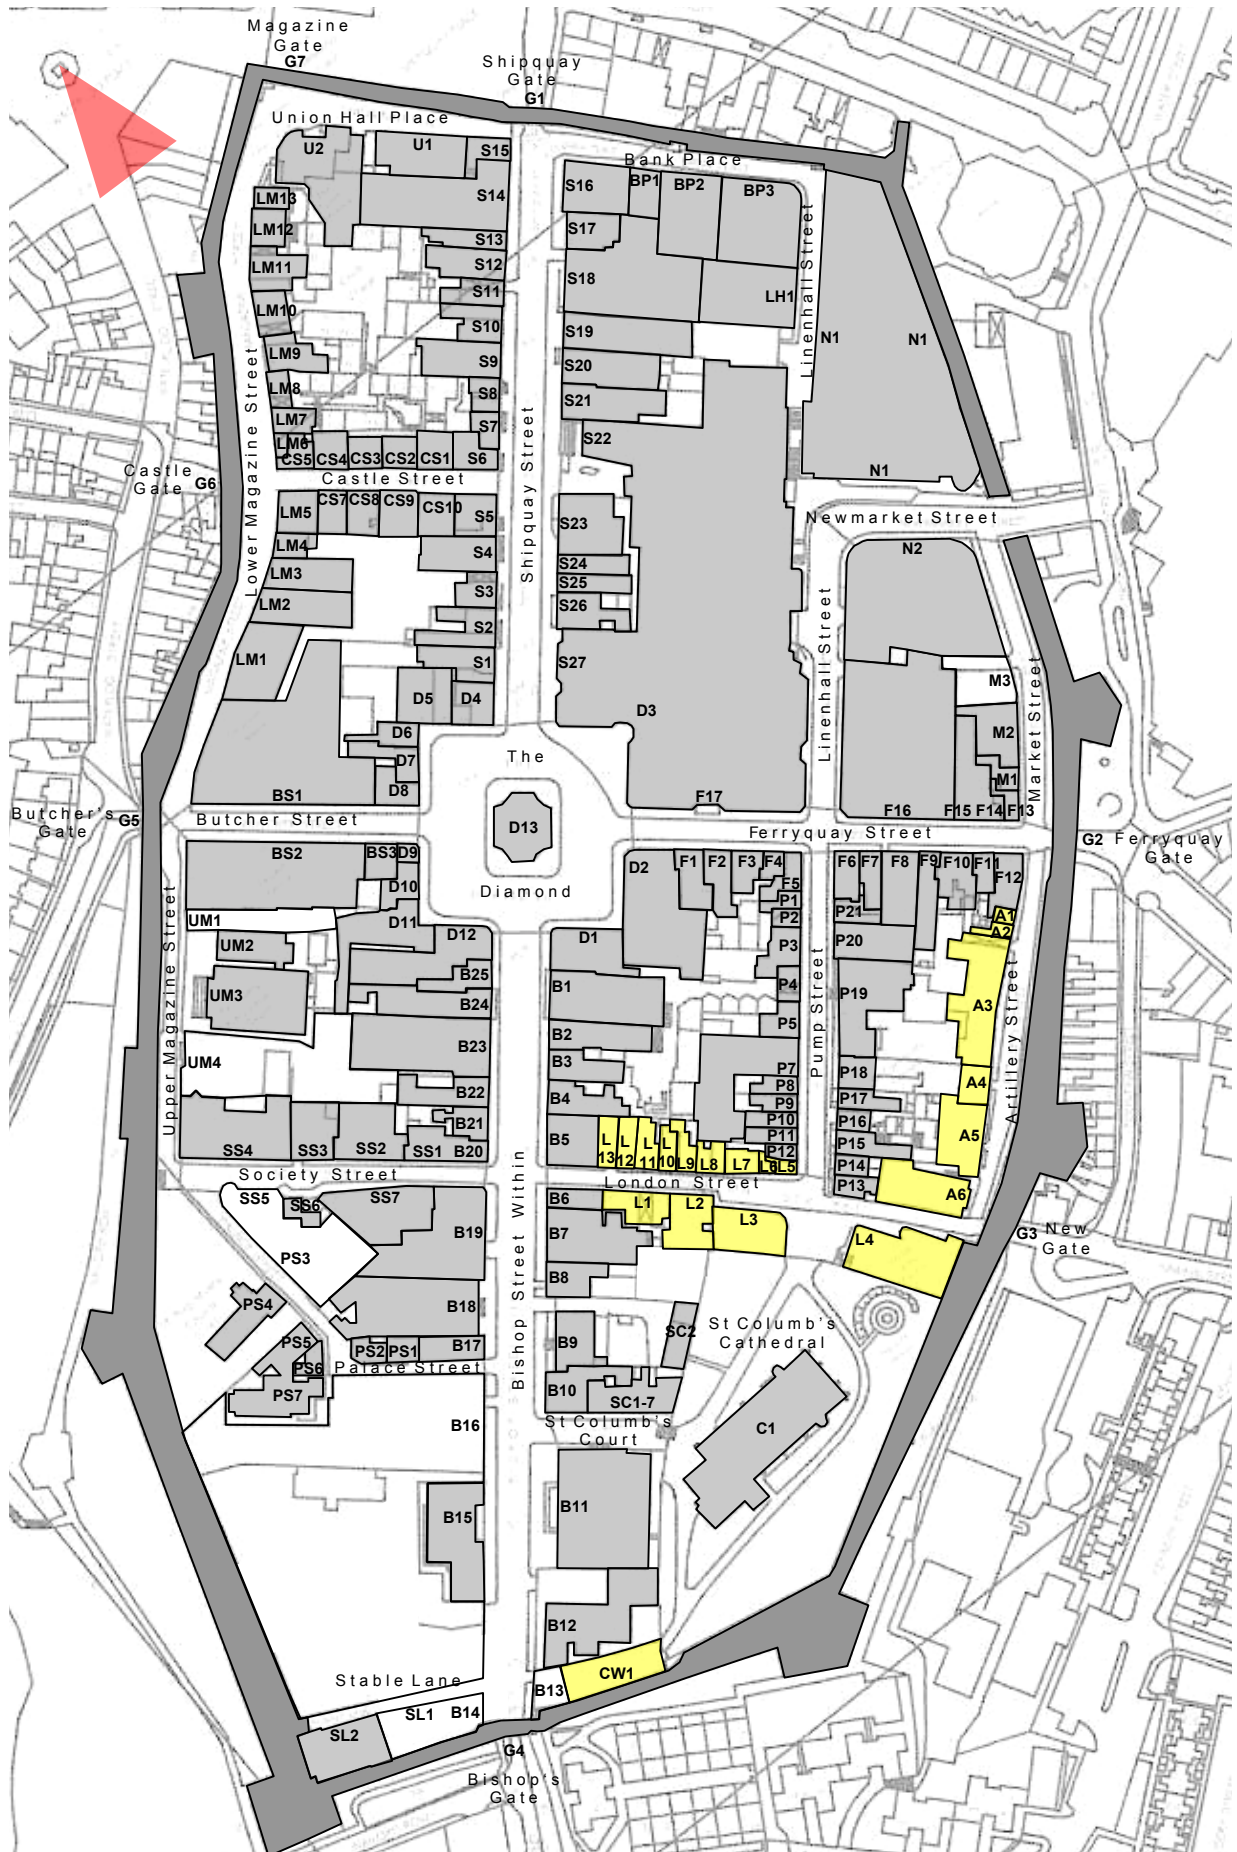 Magazine
Gate
G7
Shipquay
Gate
G1
Union Hall Place
U2
U1
S15
Bank Place
S14
S16
BP1
BP2
BP3
LM13
LM12
S13
S17
LM11
S12
S18
S11
LH1
LM10
S10
S19
N1
N1
LM9
S9
S20
LM8
S8
S21
LM7
S7
LM6
S22
CS5
CS4
CS3
CS2
CS1
S6
Castle
Gate
G6
Castle Street
N1
Lower Magazine Street
Shipquay Street
Linenhall Street
LM5
CS7
CS8
CS9
CS10
S5
S23
Newmarket Street
LM4
S4
N2
LM3
S24
S3
S25
LM2
S26
S2
LM1
S1
S27
M3
D5
D4
D3
Linenhall Street
Market Street
D6
M2
The
D7
M1
D8
BS1
F17
F16
F15
F14
F13
Butcher's
Gate
G5
Butcher Street
D13
Ferryquay Street
G2
Ferryquay
Gate
BS2
BS3
D9
D2
F1
F2
F3
F4
F5
F6
F7
F8
F9
F10
F11
F12
D10
Diamond
P1
P2
P21
A1
A2
UM1
D11
D12
D1
P3
P20
UM2
B25
B1
P4
P19
A3
UM3
B24
P5
Upper Magazine Street
Pump Street
Artillery Street
B2
B23
UM4
B3
P7
P18
A4
B22
P8
B4
P9
P17
B21
P10
P16
SS4
SS3
SS2
SS1
B20
B5
L
13
L
12
L
11
L
10
L9
L8
L7
L6
L5
P11
P12
P15
A5
P14
Society Street
London Street
P13
A6
SS5
SS6
SS7
B6
L1
L2
L3
PS3
B19
B7
L4
G3
New
Gate
Bishop Street Within
B8
PS4
B18
SC2
St Columb's
Cathedral
PS5
PS2
PS1
B17
B9
PS6
Palace Street
PS7
B10
SC1-7
B16
St Columb's
Court
C1
B15
B11
B12
Stable Lane
CW1
SL1
B14
B13
SL2
G4
Bishop's
Gate